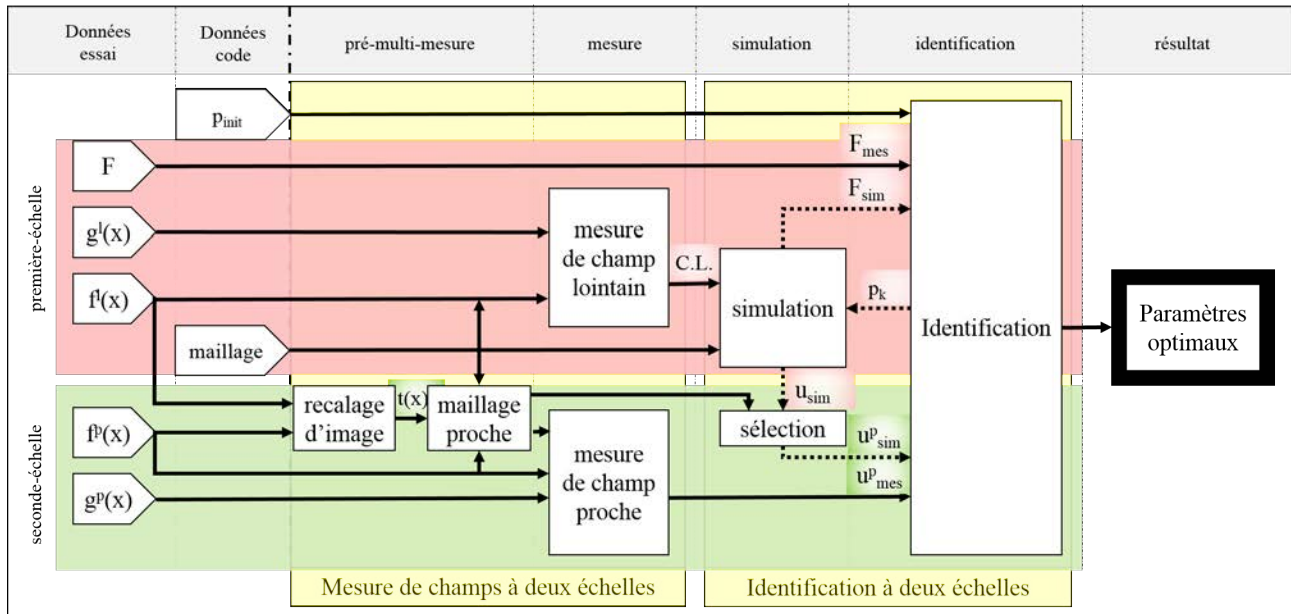 Données
essai
Données
code
pré-multi-mesure
mesure
simulation
identification
résultat
p_init
première-échelle
F
F_mes
F_sim
g^l(x)
mesure
de champ
lointain
C.L.
f^l(x)
simulation
p_k
Identification
Paramètres
optimaux
maillage
u_sim
seconde-échelle
recalage
d'image
t(x)
maillage
proche
sélection
f^p(x)
u^p_sim
mesure
de champ
proche
u^p_mes
g^p(x)
Mesure de champs à deux échelles
Identification à deux échelles